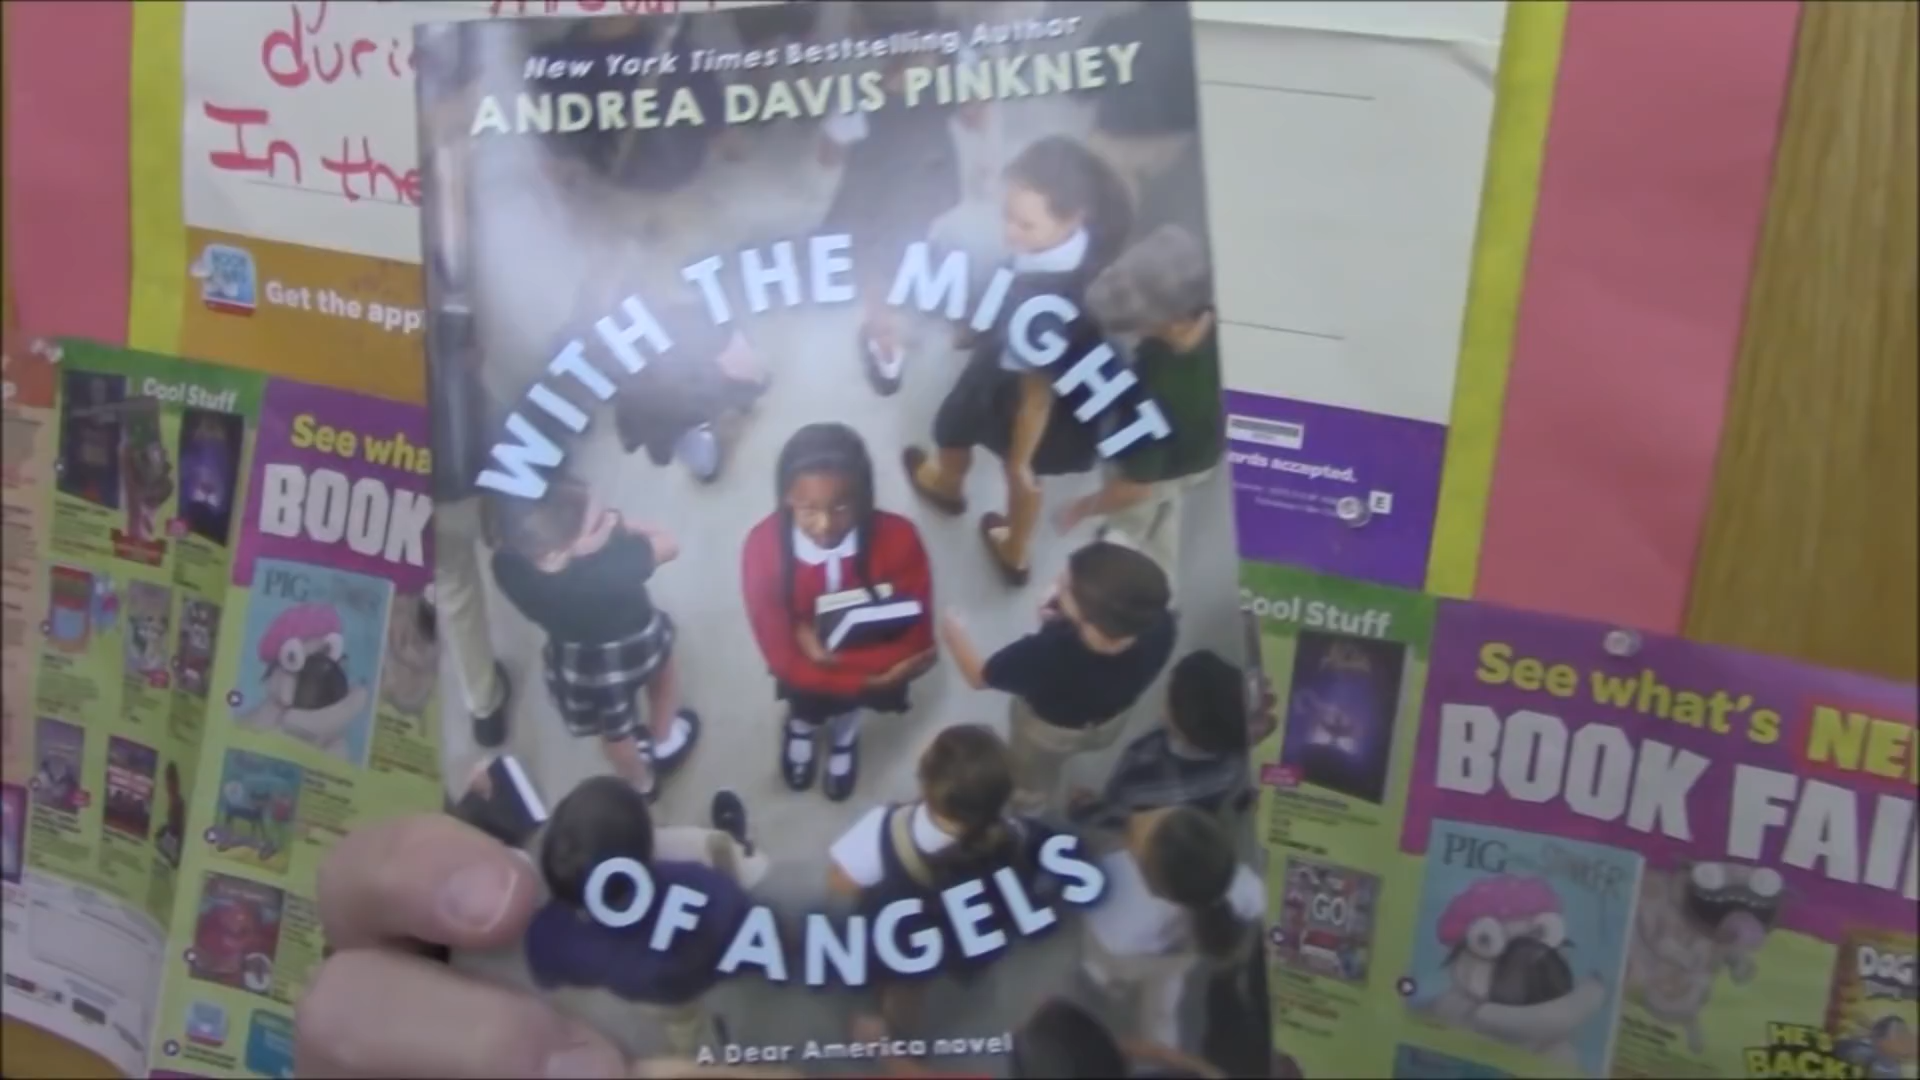 In the
New York Times Bestselling Author
ANDREA DAVIS PINKNEY
WITH THE MIGHT
OF ANGELS
A Dear America novel
Get the app
Cool Stuff
See wha
BOOK
PIG
accepted.
E
Cool Stuff
See what's NE
BOOK FAI
PIG
GO
DOG
HE'S
BACK!